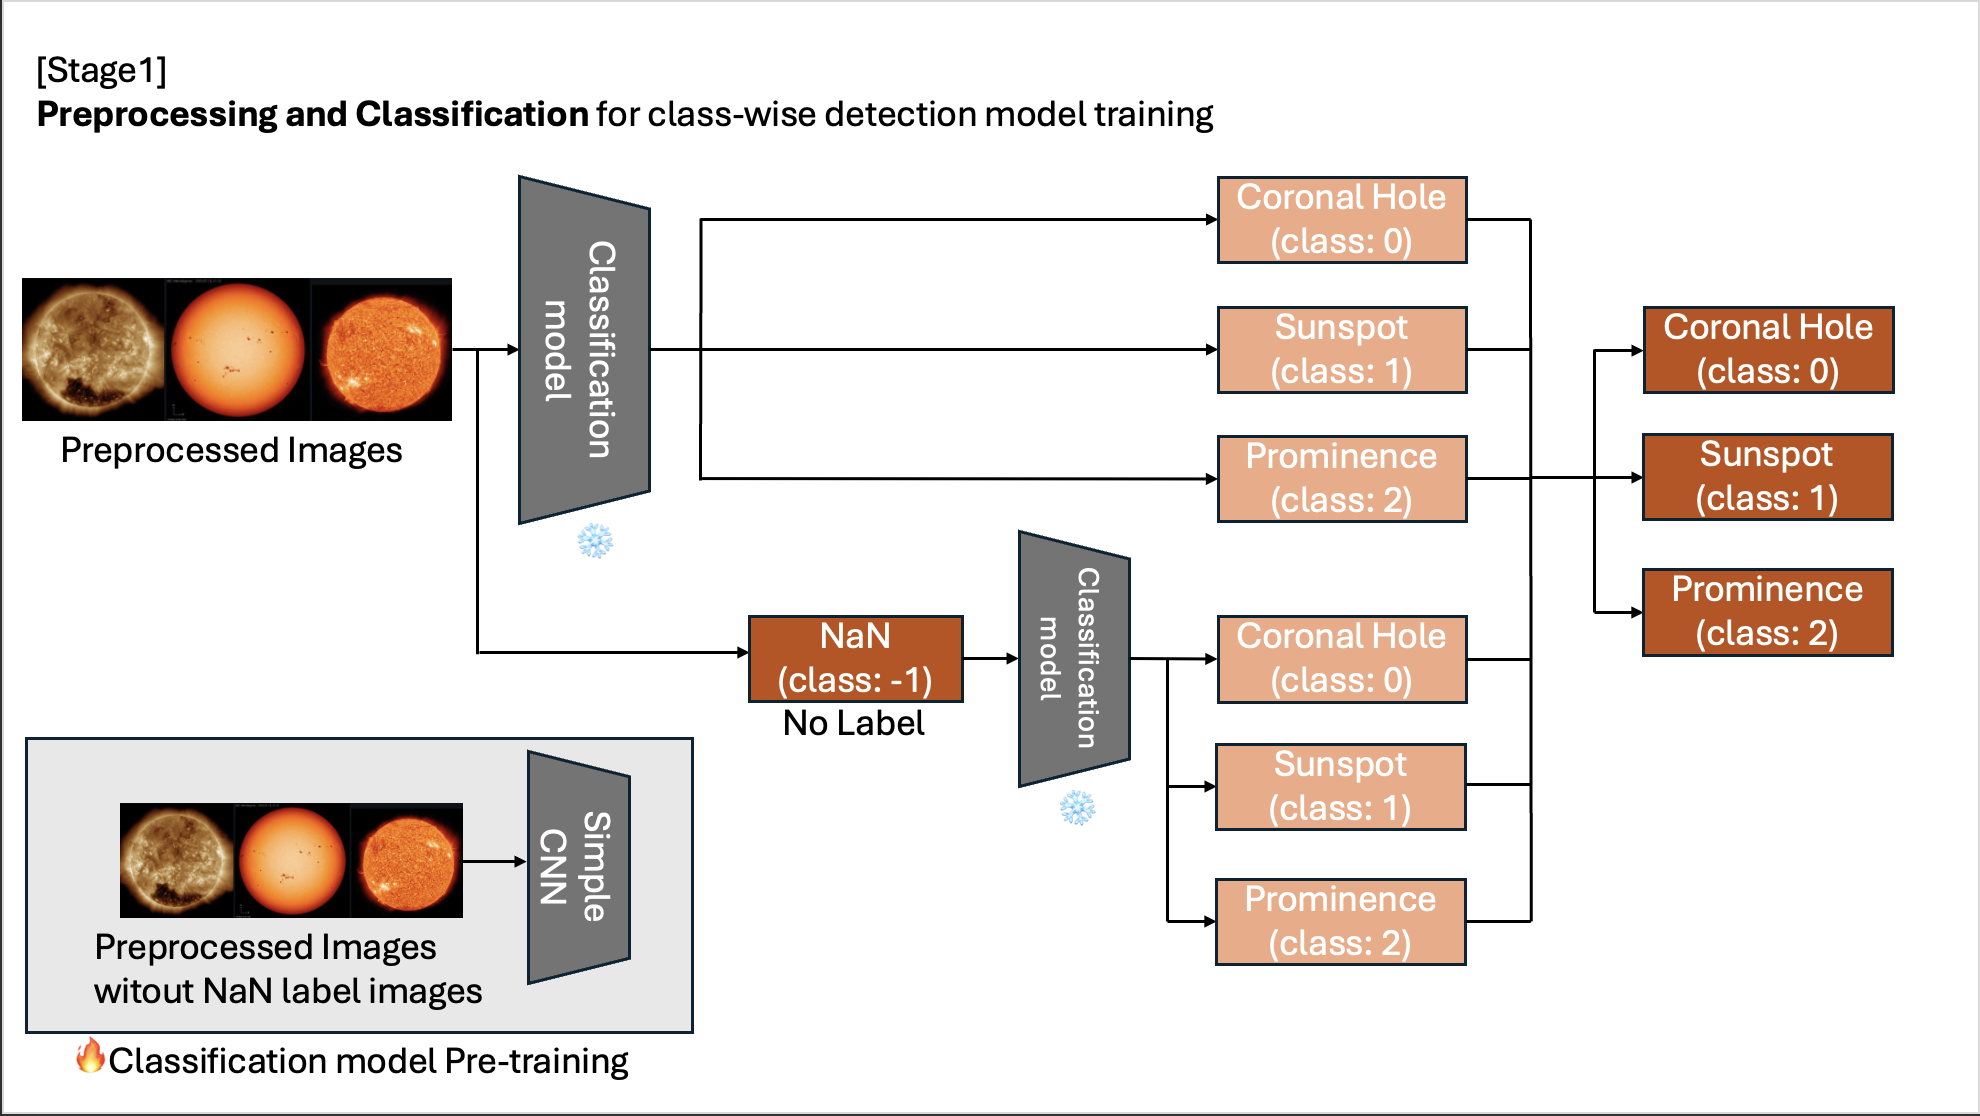 [Stage1]
Preprocessing and Classification for class-wise detection model training
Preprocessed Images
Classification
model
Coronal Hole
(class: 0)
Sunspot
(class: 1)
Prominence
(class: 2)
NaN
(class: -1)
No Label
Classification
model
Coronal Hole
(class: 0)
Sunspot
(class: 1)
Prominence
(class: 2)
Coronal Hole
(class: 0)
Sunspot
(class: 1)
Prominence
(class: 2)
Simple
CNN
Preprocessed Images
witout NaN label images
Classification model Pre-training